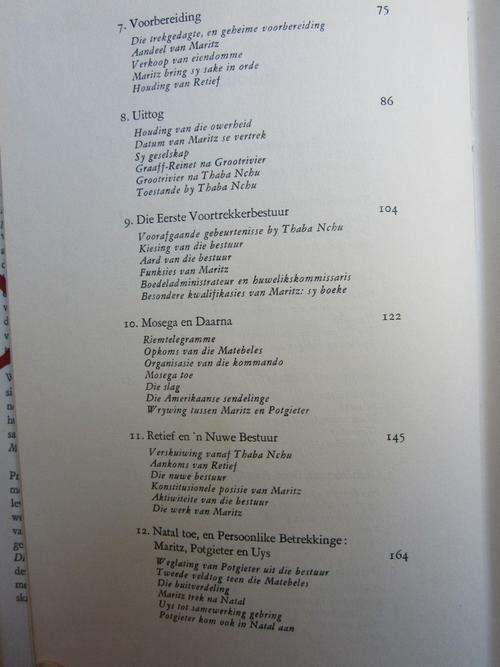 7. Voorbereiding 75
Die trekgedagte, en geheime voorbereiding
Aandeel van Maritz
Verkoop van eiendomme
Maritz bring sy sake in orde
Houding van Retief
8. Uittog 86
Houding van die owerheid
Datum van Maritz se vertrek
Sy geselskap
Graaff-Reinet na Grootrivier
Grootrivier na Thaba Nchu
Toestande by Thaba Nchu
9. Die Eerste Voortrekkerbestuur 104
Voorafgaande gebeurtenisse by Thaba Nchu
Kiesing van die bestuur
Aard van die bestuur
Funksies van Maritz
Boedeladministrateur en huwelikskommissaris
Besondere kwalifikasies van Maritz: sy boeke
10. Mosega en Daarna 122
Riemtelegramme
Opkoms van die Matebeles
Organisasie van die kommando
Mosega toe
Die slag
Die Amerikaanse sendelinge
Wrywing tussen Maritz en Potgieter
11. Retief en 'n Nuwe Bestuur 145
Verskuiwing vanaf Thaba Nchu
Aankoms van Retief
Die nuwe bestuur
Konstitusionele posisie van Maritz
Aktiwiteite van die bestuur
Die werk van Maritz
12. Natal toe, en Persoonlike Betrekkinge:
Maritz, Potgieter en Uys 164
Weglating van Potgieter uit die bestuur
Tweede veldtog teen die Matebeles
Die buitverdeling
Maritz trek na Natal
Uys tot samewerking gebring
Potgieter kom ook in Natal aan